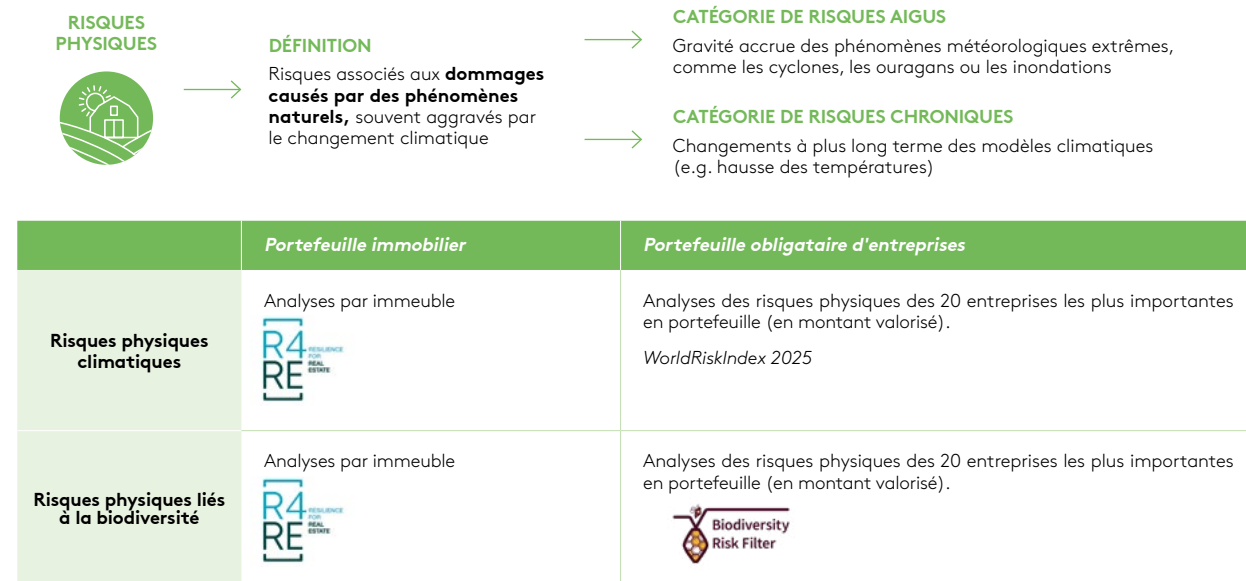 RISQUES
PHYSIQUES
DÉFINITION
Risques associés aux dommages
causés par des phénomènes
naturels, souvent aggravés par
le changement climatique
CATÉGORIE DE RISQUES AIGUS
Gravité accrue des phénomènes météorologiques extrêmes,
comme les cyclones, les ouragans ou les inondations
CATÉGORIE DE RISQUES CHRONIQUES
Changements à plus long terme des modèles climatiques
(e.g. hausse des températures)
Portefeuille immobilier
Portefeuille obligataire d'entreprises
Risques physiques
climatiques
Analyses par immeuble
R4
RE
RESILIENCE
FOR
REAL
ESTATE
Analyses des risques physiques des 20 entreprises les plus importantes
en portefeuille (en montant valorisé).
WorldRiskIndex 2025
Risques physiques liés
à la biodiversité
Analyses par immeuble
R4
RE
RESILIENCE
FOR
REAL
ESTATE
Analyses des risques physiques des 20 entreprises les plus importantes
en portefeuille (en montant valorisé).
Biodiversity
Risk Filter